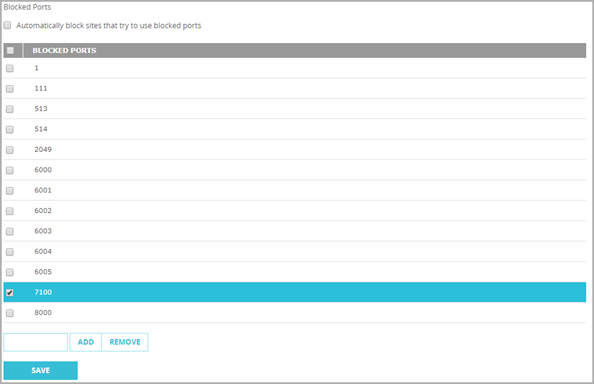 Blocked Ports
Automatically block sites that try to use blocked ports
BLOCKED PORTS
1
111
513
514
2049
6000
6001
6002
6003
6004
6005
7100
8000
ADD REMOVE
SAVE